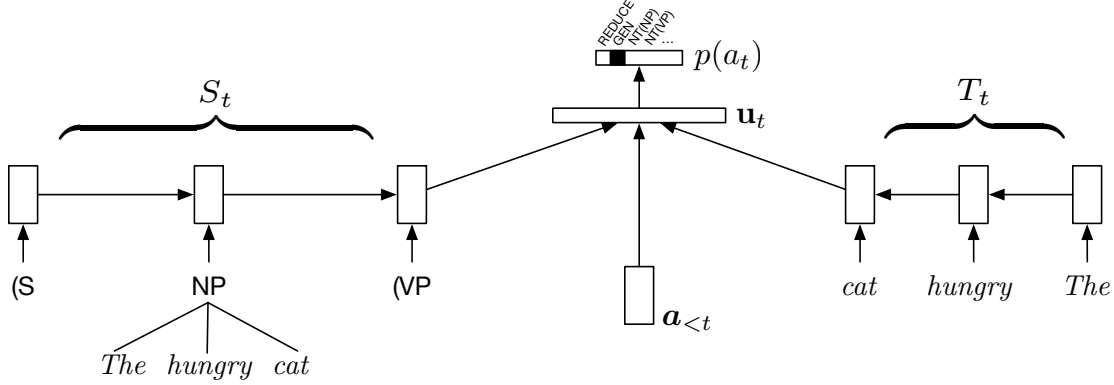 REDUCE
GEN
NT(NP)
NT(VP)
...
p(a_t)
S_t
u_t
T_t
(S NP (VP
cat hungry The
a_{<t}
The hungry cat